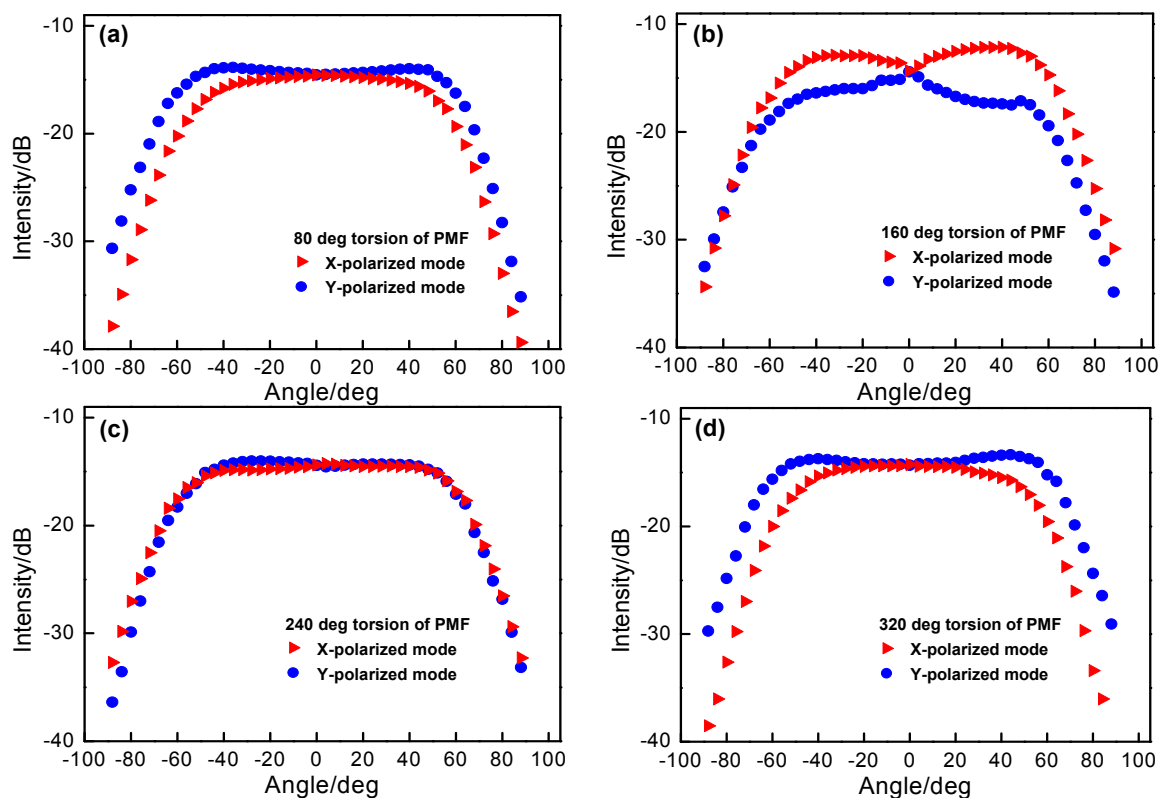 (a)
Intensity/dB
-10
-20
-30
-40
80 deg torsion of PMF
X-polarized mode
Y-polarized mode
-100 -80 -60 -40 -20 0 20 40 60 80 100
Angle/deg
(b)
Intensity/dB
-10
-20
-30
-40
160 deg torsion of PMF
X-polarized mode
Y-polarized mode
-100 -80 -60 -40 -20 0 20 40 60 80 100
Angle/deg
(c)
Intensity/dB
-10
-20
-30
-40
240 deg torsion of PMF
X-polarized mode
Y-polarized mode
-100 -80 -60 -40 -20 0 20 40 60 80 100
Angle/deg
(d)
Intensity/dB
-10
-20
-30
-40
320 deg torsion of PMF
X-polarized mode
Y-polarized mode
-100 -80 -60 -40 -20 0 20 40 60 80 100
Angle/deg